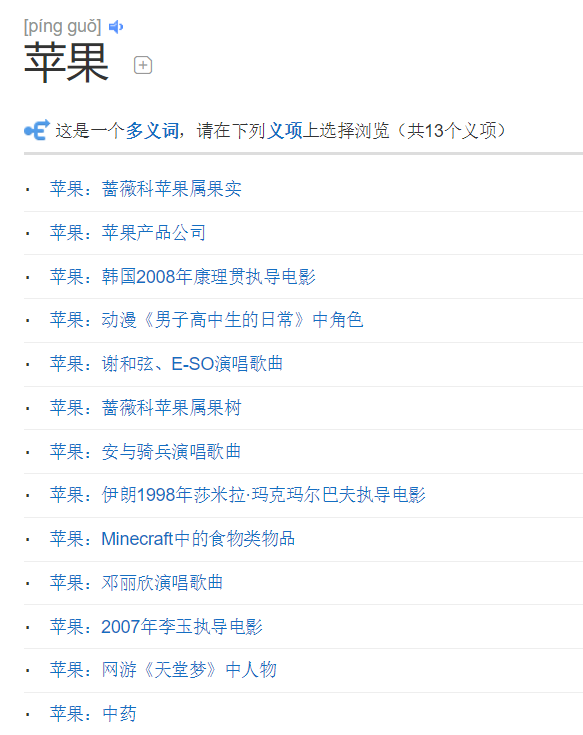 [píng guǒ]
苹果
这是一个多义词，请在下列义项上选择浏览（共13个义项）
· 苹果：蔷薇科苹果属果实
· 苹果：苹果产品公司
· 苹果：韩国2008年康理贯执导电影
· 苹果：动漫《男子高中生的日常》中角色
· 苹果：谢和弦、E-SO演唱歌曲
· 苹果：蔷薇科苹果属果树
· 苹果：安与骑兵演唱歌曲
· 苹果：伊朗1998年莎米拉·玛克玛尔巴夫执导电影
· 苹果：Minecraft中的食物类物品
· 苹果：邓丽欣演唱歌曲
· 苹果：2007年李玉执导电影
· 苹果：网游《天堂梦》中人物
· 苹果：中药